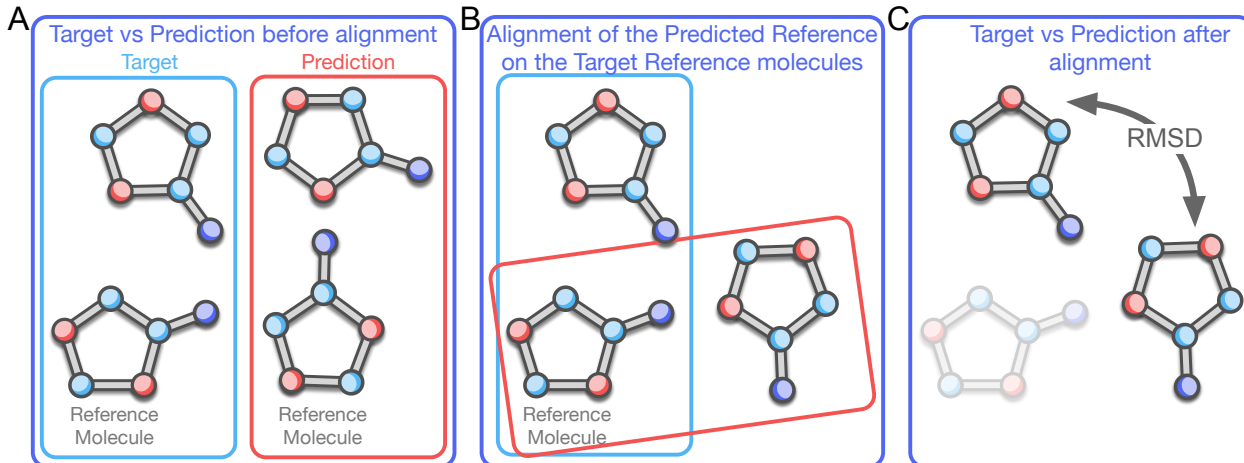 A
Target vs Prediction before alignment
Target
Prediction
Reference
Molecule
Reference
Molecule
B
Alignment of the Predicted Reference
on the Target Reference molecules
Reference
Molecule
C
Target vs Prediction after
alignment
RMSD